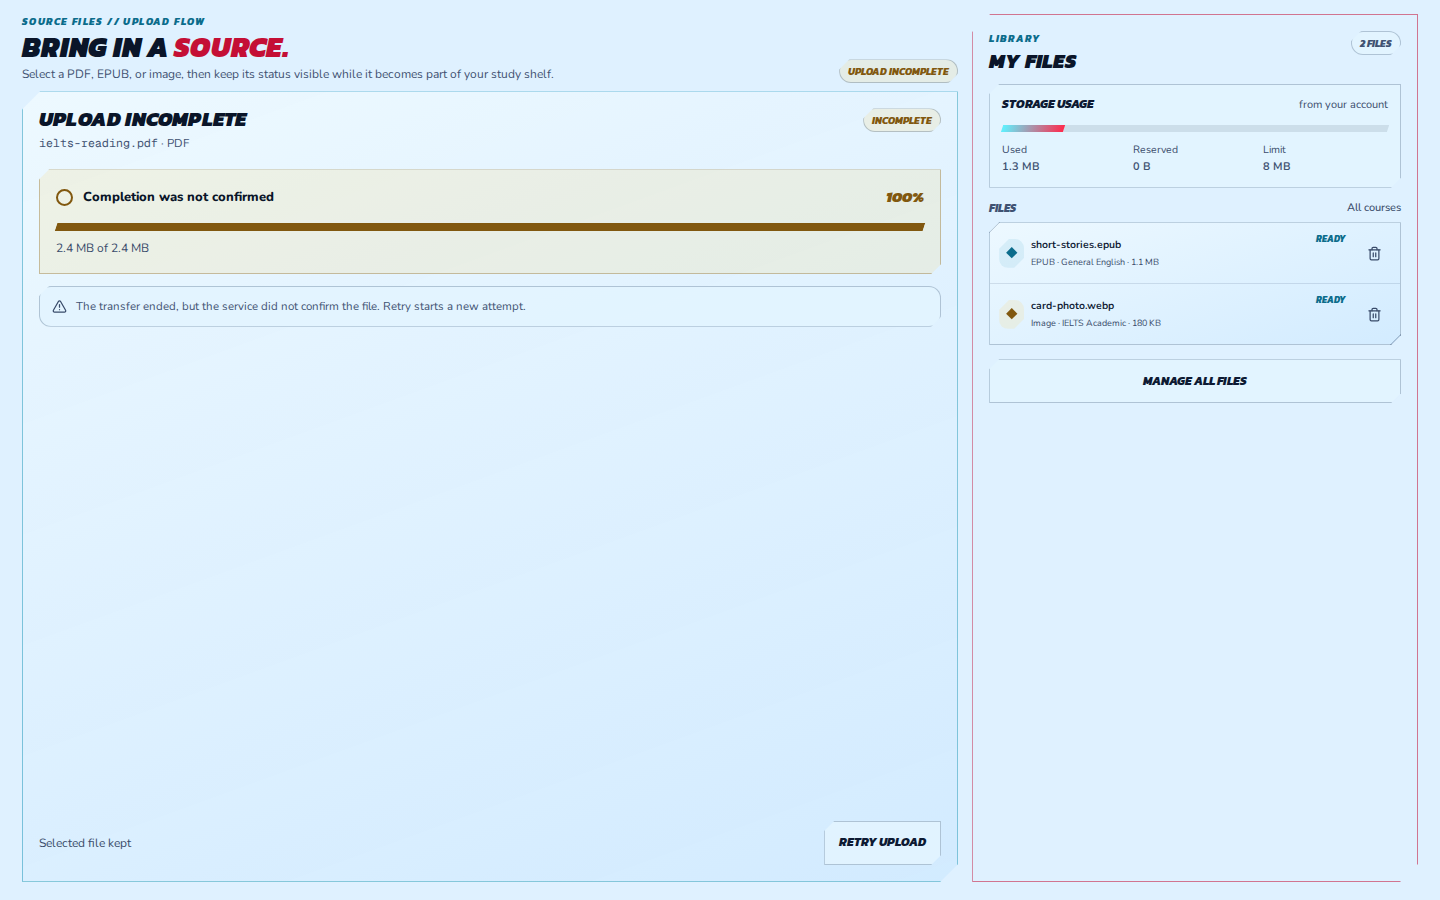 SOURCE FILES // UPLOAD FLOW
BRING IN A SOURCE.
Select a PDF, EPUB, or image, then keep its status visible while it becomes part of your study shelf.
UPLOAD INCOMPLETE
UPLOAD INCOMPLETE
INCOMPLETE
ielts-reading.pdf · PDF
Completion was not confirmed
100%
2.4 MB of 2.4 MB
The transfer ended, but the service did not confirm the file. Retry starts a new attempt.
Selected file kept
RETRY UPLOAD
LIBRARY
MY FILES
2 FILES
STORAGE USAGE
from your account
Used
Reserved
Limit
1.3 MB
0 B
8 MB
FILES
All courses
short-stories.epub
EPUB · General English · 1.1 MB
READY
card-photo.webp
Image · IELTS Academic · 180 KB
READY
MANAGE ALL FILES